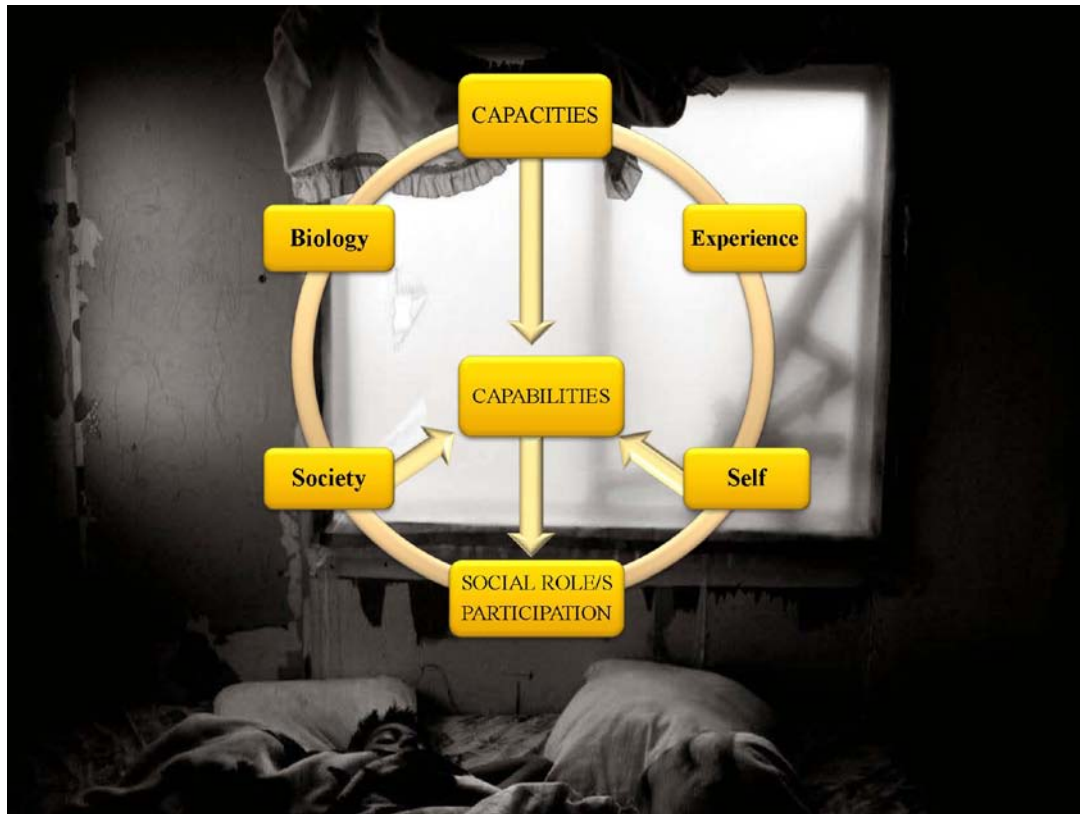 CAPACITIES
Biology
Experience
CAPABILITIES
Society
Self
SOCIAL ROLE/S
PARTICIPATION